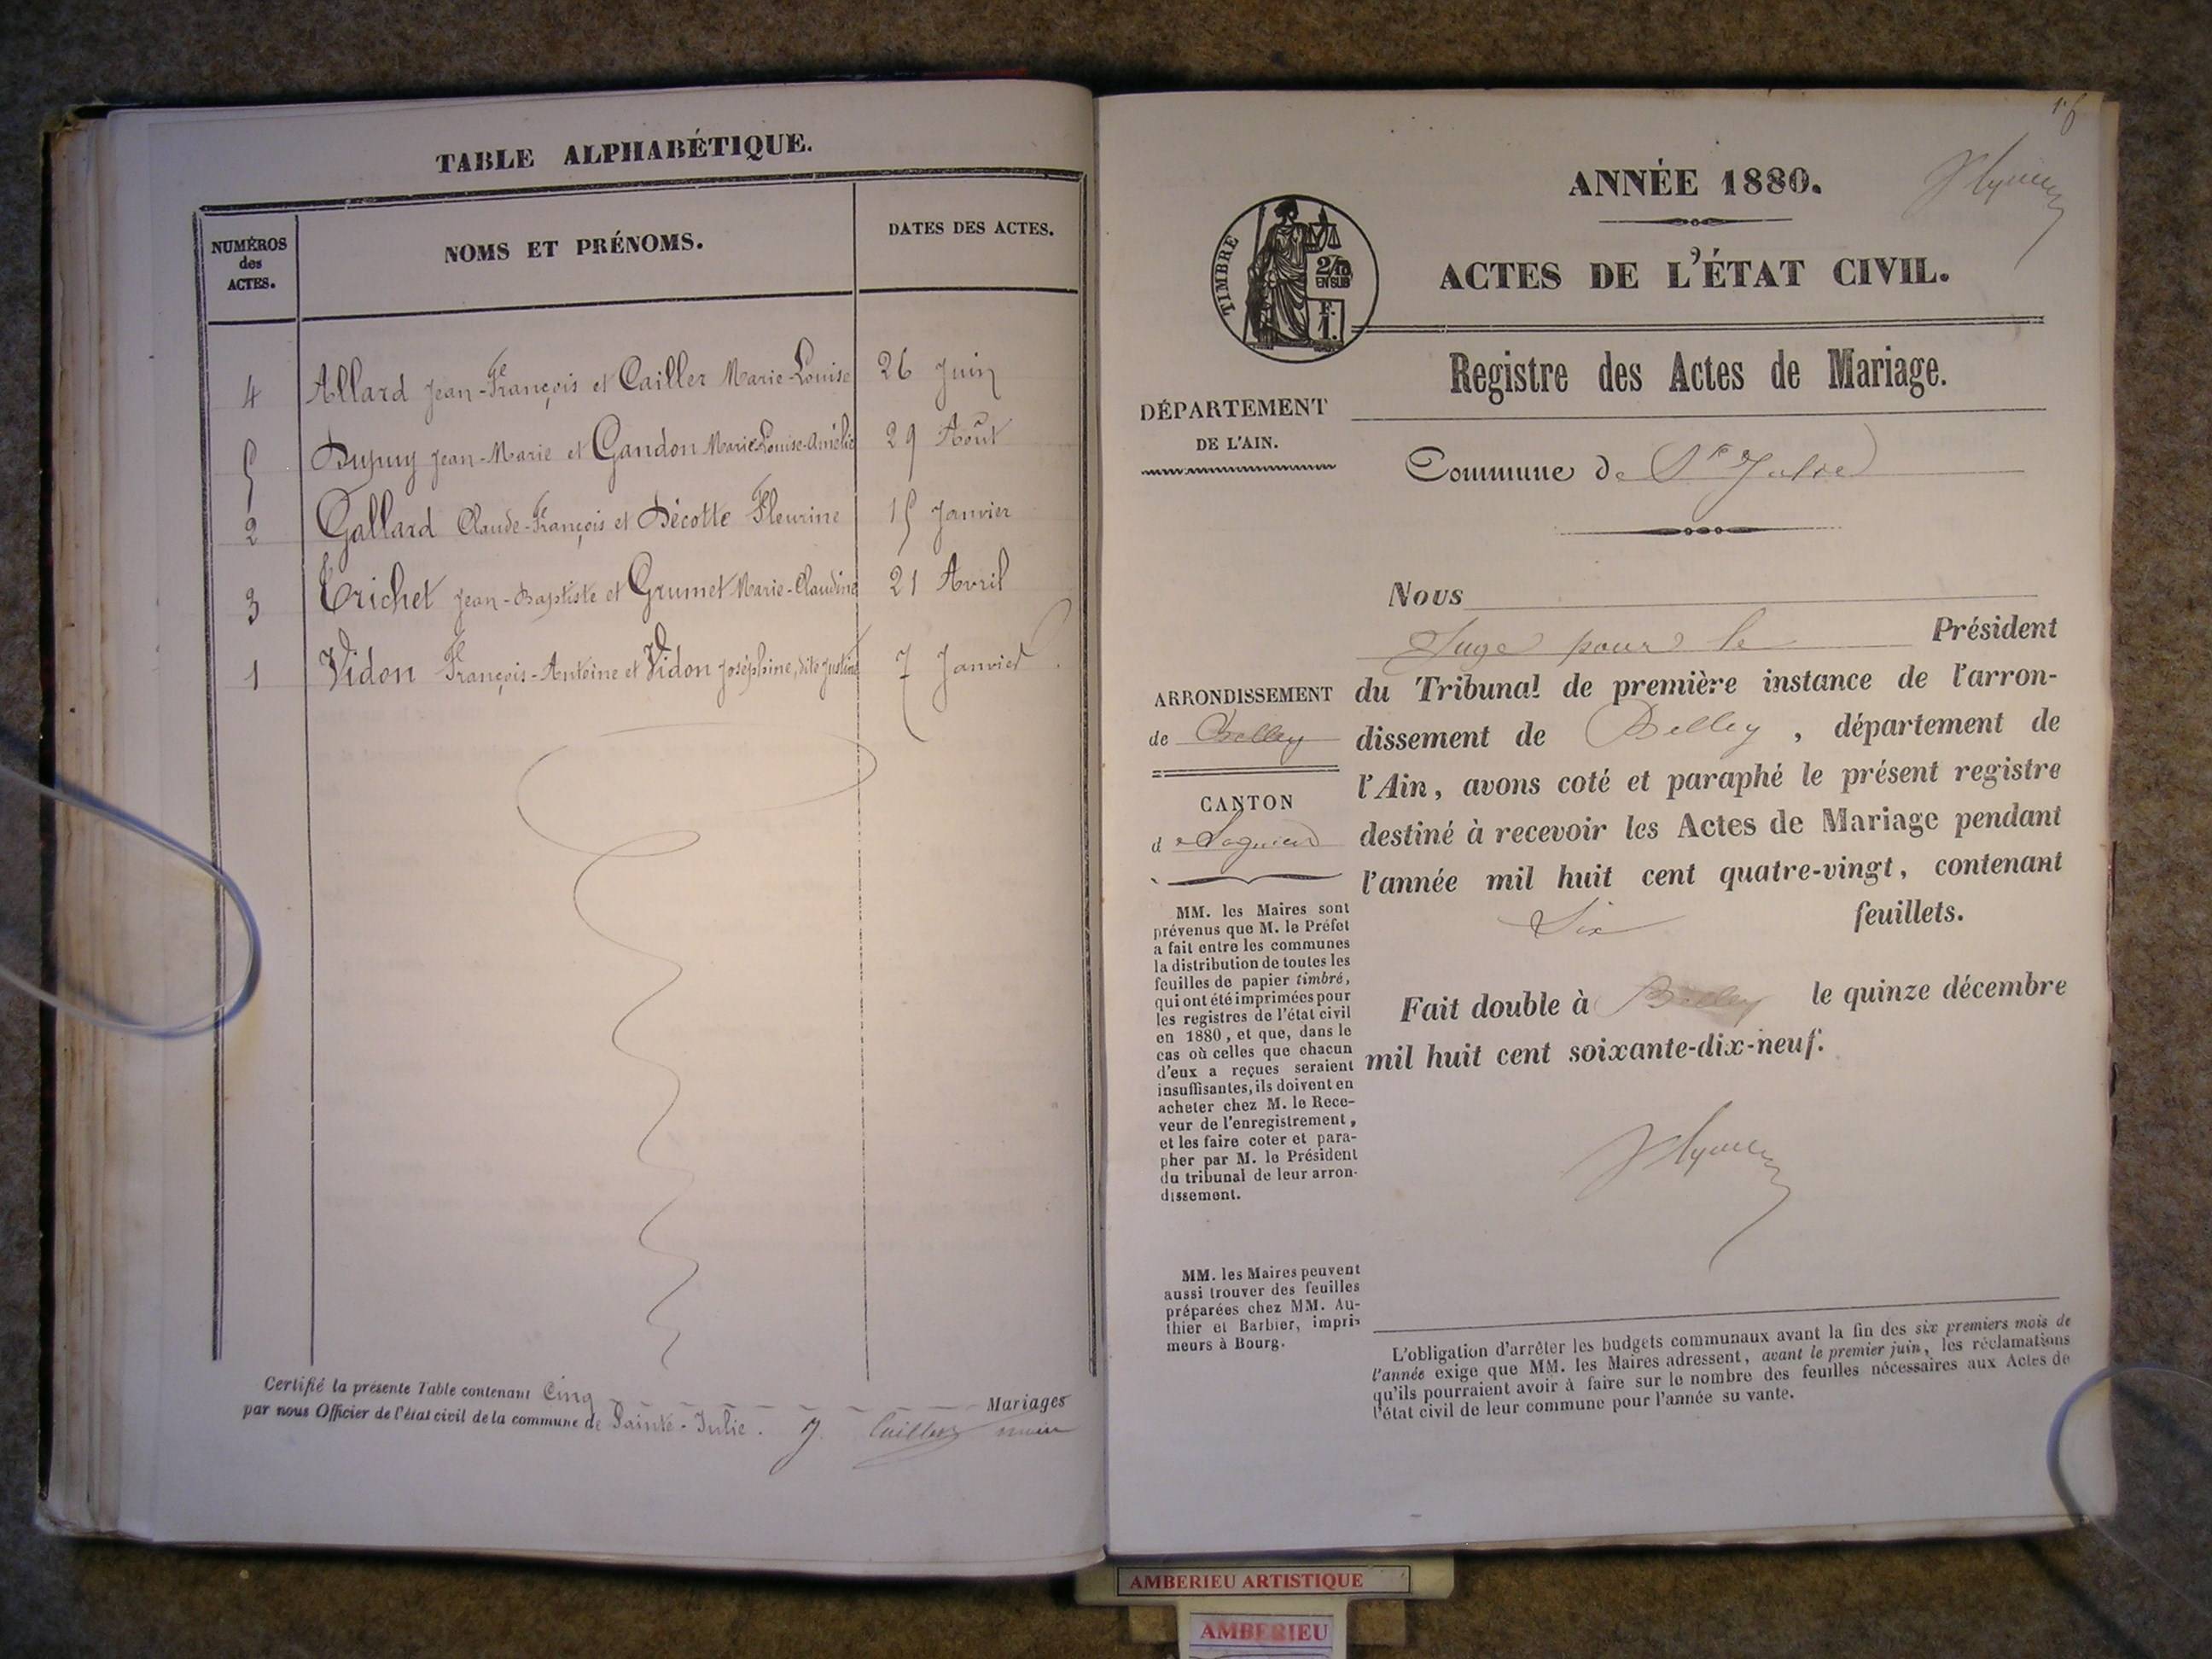 TABLE ALPHABÉTIQUE.
NUMÉROS
des
ACTES.
NOMS ET PRÉNOMS.
DATES DES ACTES.
4 Allard Jean-François et Cailler Marie-Louise 26 Juin
5 Dupuy Jean-Marie et Gandon Marie-Louise-Amélie 29 Août
2 Gallard Claude-François et Décotte Fleurine 15 Janvier
3 Trichet Jean-Baptiste et Grumet Marie-Claudine 21 Avril
1 Vidon François-Antoine et Vidon Joséphine, dite Justine 7 Janvier.
Certifié la présente Table contenant Cinq Mariages
par nous Officier de l'état civil de la commune de Sainte-Julie. J. Cailler maire
16
ANNÉE 1880.
TIMBRE
2/10
EN SUS
F.
1.
ACTES DE L'ÉTAT CIVIL.
Registre des Actes de Mariage.
DÉPARTEMENT
DE L'AIN.
Commune de Ste Julie
Nous
Juge pour le Président
du Tribunal de première instance de l'arron-
dissement de Belley, département de
l'Ain, avons coté et paraphé le présent registre
destiné à recevoir les Actes de Mariage pendant
l'année mil huit cent quatre-vingt, contenant
Six feuillets.
Fait double à Belley le quinze décembre
mil huit cent soixante-dix-neuf.
ARRONDISSEMENT
de Belley
CANTON
de Lagnieu
MM. les Maires sont
prévenus que M. le Préfet
a fait entre les communes
la distribution de toutes les
feuilles de papier timbré,
qui ont été imprimées pour
les registres de l'état civil
en 1880, et que, dans le
cas où celles que chacun
d'eux a reçues seraient
insuffisantes, ils doivent en
acheter chez M. le Rece-
veur de l'enregistrement,
et les faire coter et para-
pher par M. le Président
du tribunal de leur arron-
dissement.
MM. les Maires peuvent
aussi trouver des feuilles
préparées chez MM. Au-
thier et Barbier, impri-
meurs à Bourg.
L'obligation d'arrêter les budgets communaux avant la fin des six premiers mois de
l'année exige que MM. les Maires adressent, avant le premier juin, les réclamations
qu'ils pourraient avoir à faire sur le nombre des feuilles nécessaires aux Actes de
l'état civil de leur commune pour l'année su vante.
AMBERIEU ARTISTIQUE
AMBERIEU